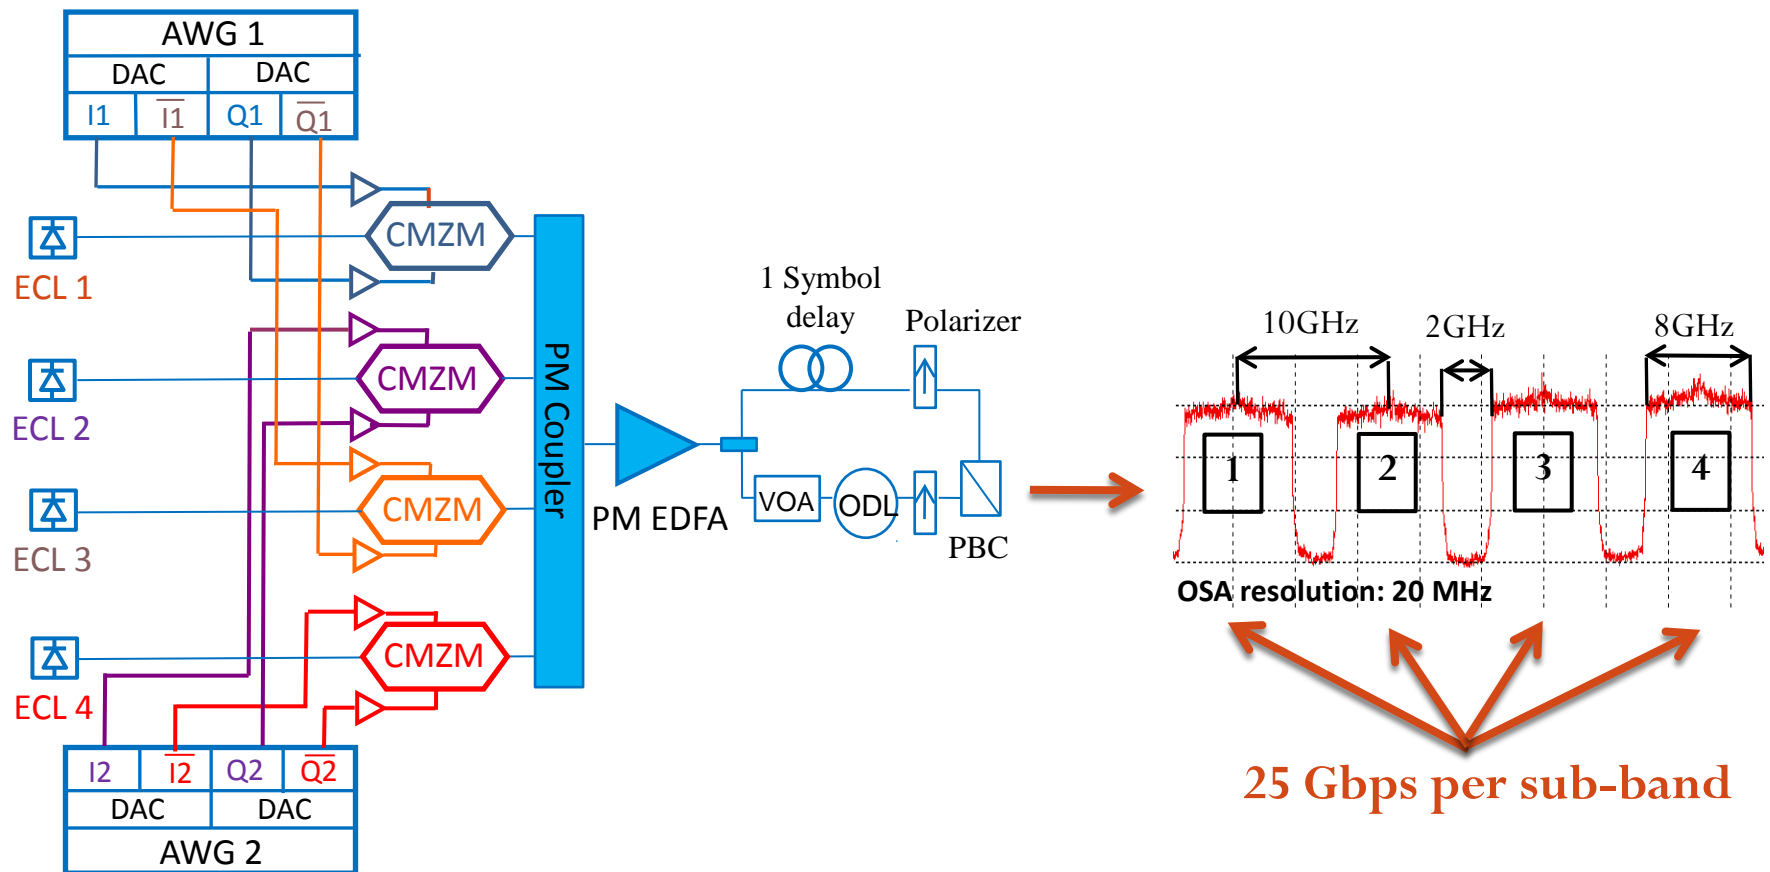 AWG 1
DAC DAC
I1 I1 Q1 Q1
CMZM
ECL 1
CMZM
ECL 2
CMZM
ECL 3
CMZM
ECL 4
I2 I2 Q2 Q2
DAC DAC
AWG 2
PM Coupler
PM EDFA
1 Symbol
delay
Polarizer
VOA
ODL
PBC
10GHz
2GHz
8GHz
1
2
3
4
OSA resolution: 20 MHz
25 Gbps per sub-band